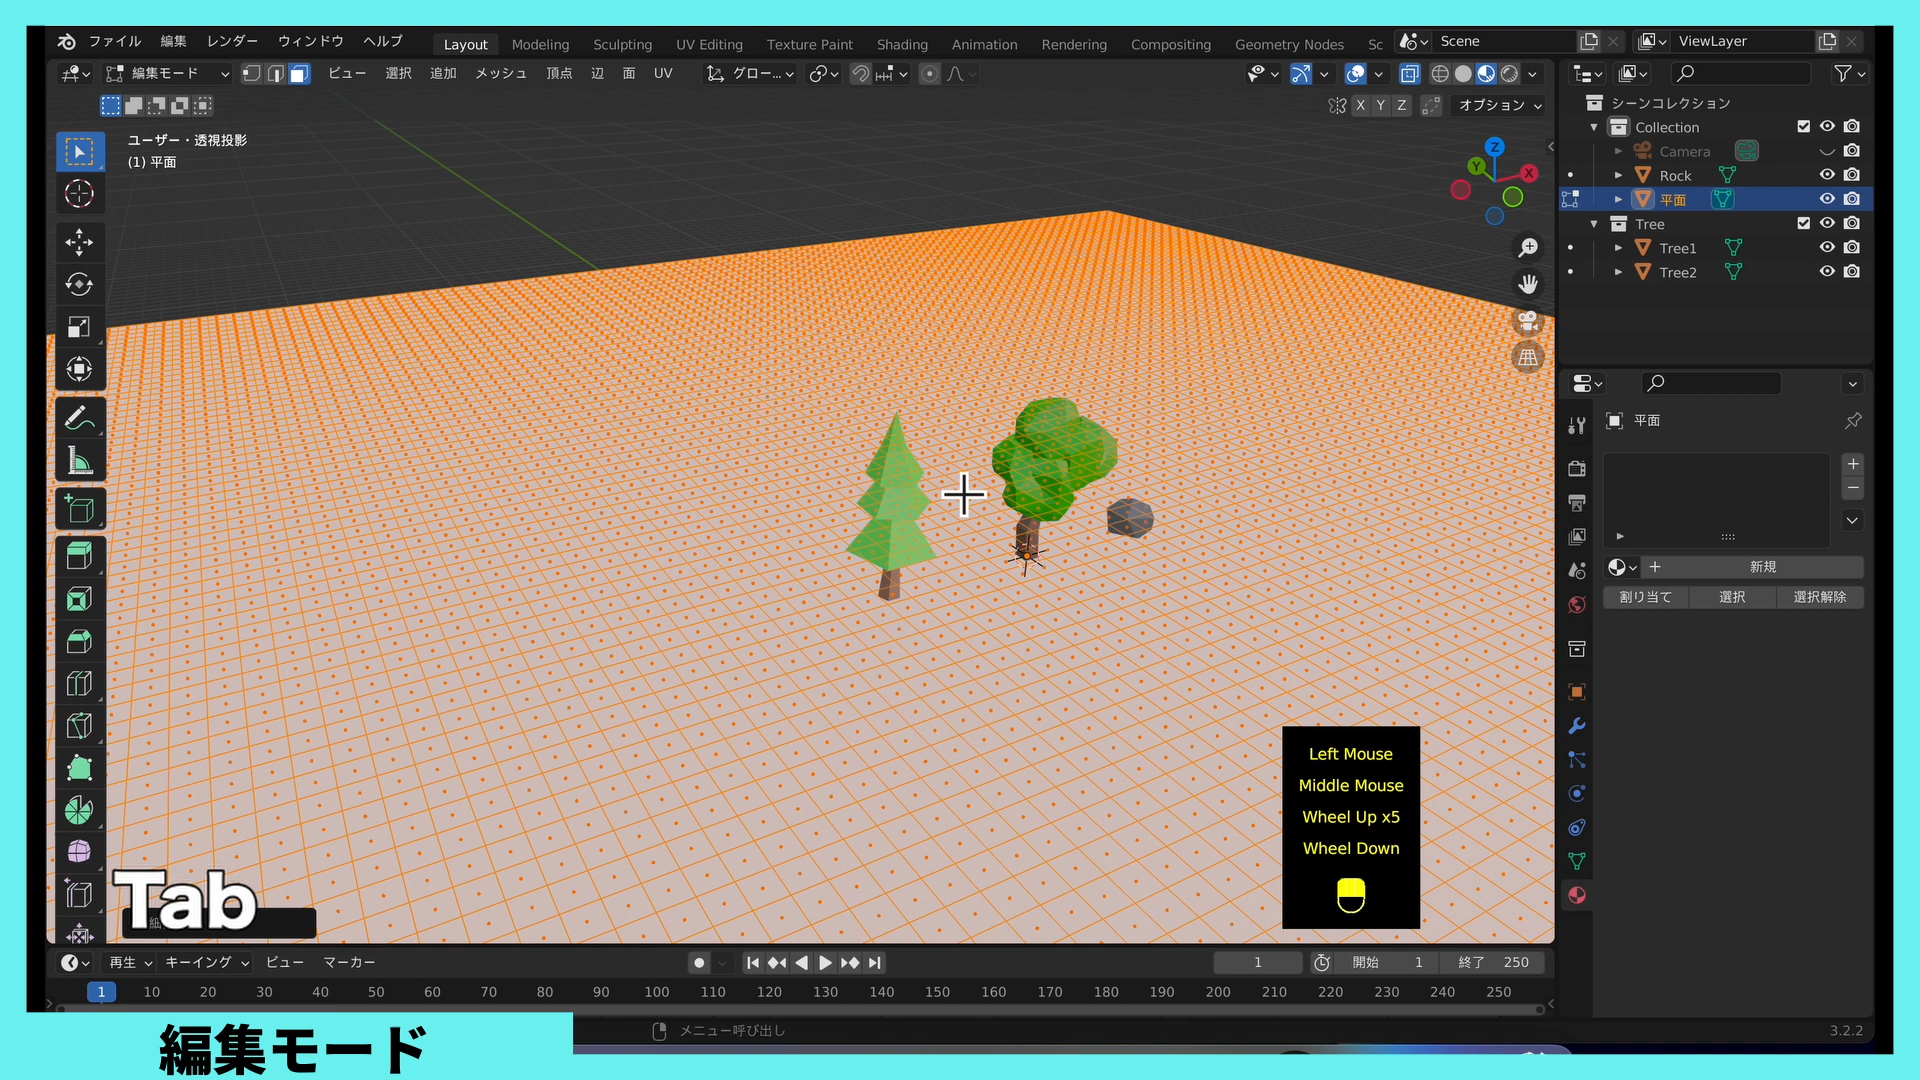 ファイル 編集 レンダー ウィンドウ ヘルプ Layout Modeling Sculpting UV Editing Texture Paint Shading Animation Rendering Compositing Geometry Nodes Sc Scene ViewLayer
編集モード ビュー 選択 追加 メッシュ 頂点 辺 面 UV グロー...
X Y Z オプション
ユーザー・透視投影
(1) 平面
Z
Y
X
シーンコレクション
Collection
Camera
Rock
平面
Tree
Tree1
Tree2
平面
新規
割り当て 選択 選択解除
Left Mouse
Middle Mouse
Wheel Up x5
Wheel Down
Tab
再生 キーイング ビュー マーカー 1 開始 1 終了 250
1 10 20 30 40 50 60 70 80 90 100 110 120 130 140 150 160 170 180 190 200 210 220 230 240 250
メニュー呼び出し 3.2.2
編集モード